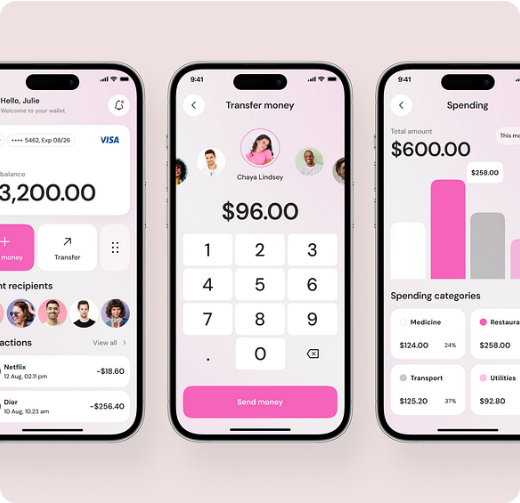 Hello, Julie
Welcome to your wallet
•••• 5462, Exp 08/26
VISA
balance
3,200.00
money
Transfer
recipients
View all
Netflix
12 Aug, 02.11 pm
-$18.60
Dior
10 Aug, 10.23 am
-$256.40
9:41
Transfer money
Chaya Lindsey
$96.00
1 2 3
4 5 6
7 8 9
. 0
Send money
9:41
Spending
Total amount
This mo
$600.00
$258.00
Spending categories
Medicine
$124.00 24%
Restaura
$258.00
Transport
$125.20 37%
Utilities
$92.80